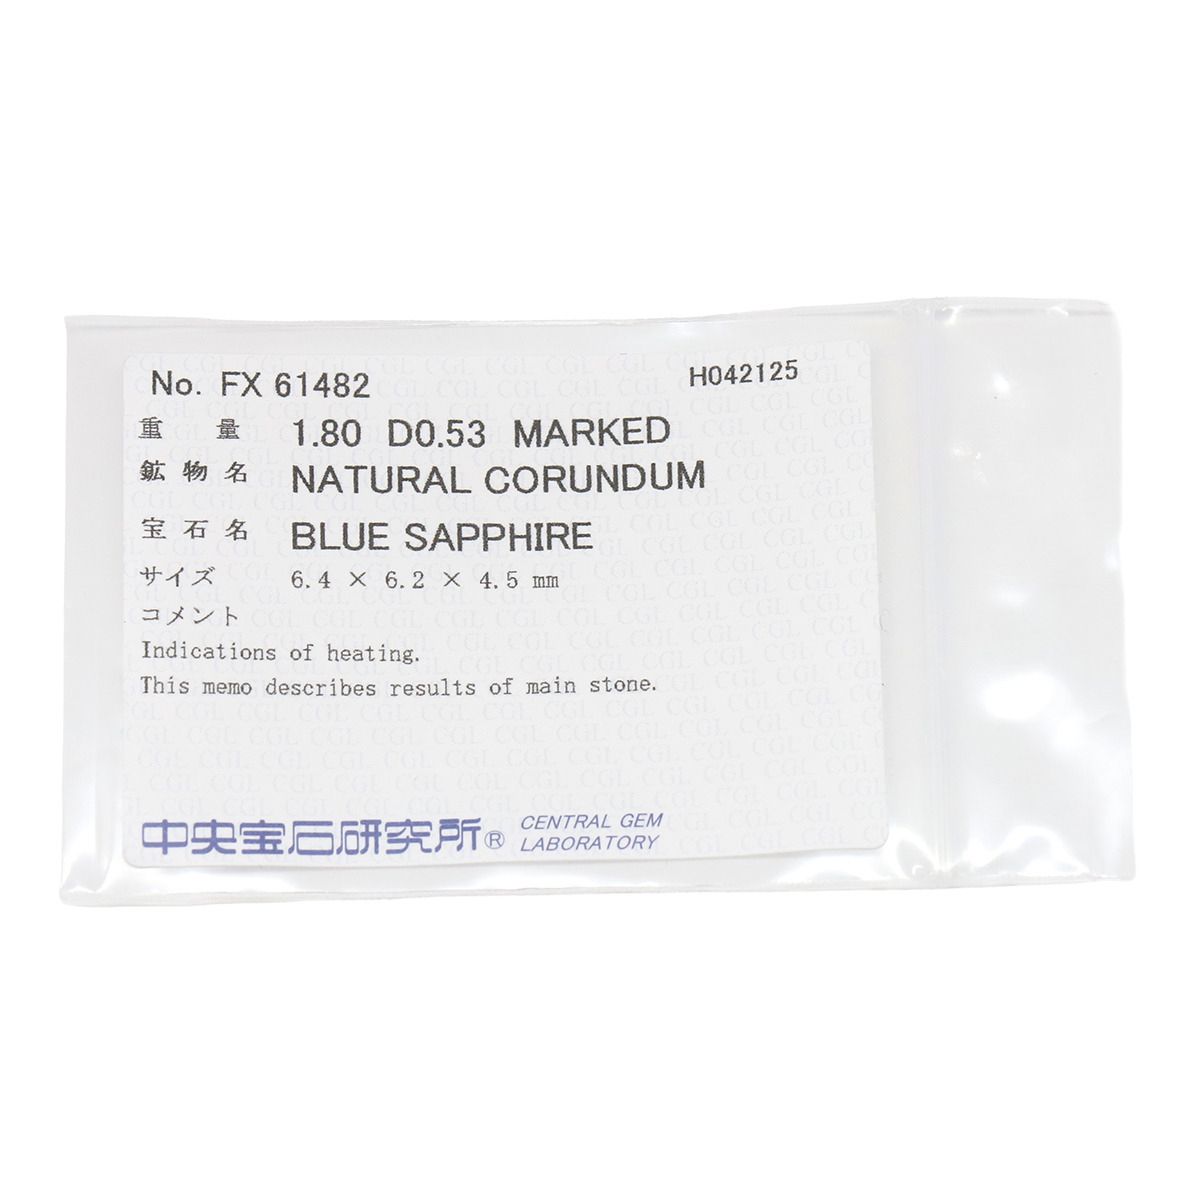 No. FX 61482 H042125
重量 1.80 D0.53 MARKED
鉱物名 NATURAL CORUNDUM
宝石名 BLUE SAPPHIRE
サイズ 6.4 × 6.2 × 4.5 mm
コメント
Indications of heating.
This memo describes results of main stone.
中央宝石研究所® CENTRAL GEM
LABORATORY